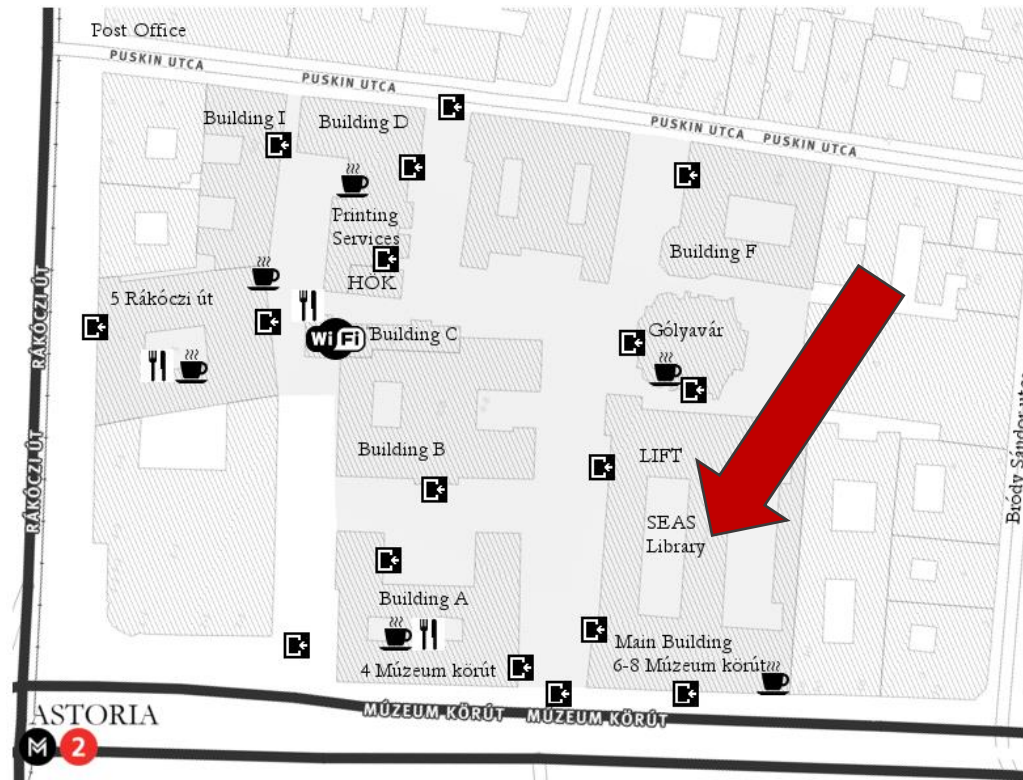 Post Office
PUSKIN UTCA
PUSKIN UTCA
PUSKIN UTCA
PUSKIN UTCA
Building I
Building D
Printing
Services
HÖK
Building F
5 Rákóczi út
WiFi
Building C
Gólyavár
RÁKÓCZI ÚT
RÁKÓCZI ÚT
Building B
LIFT
SEAS
Library
Bródy Sándor utca
Building A
4 Múzeum körút
Main Building
6-8 Múzeum körút
MÚZEUM KÖRÚT
MÚZEUM KÖRÚT
ASTORIA
M 2